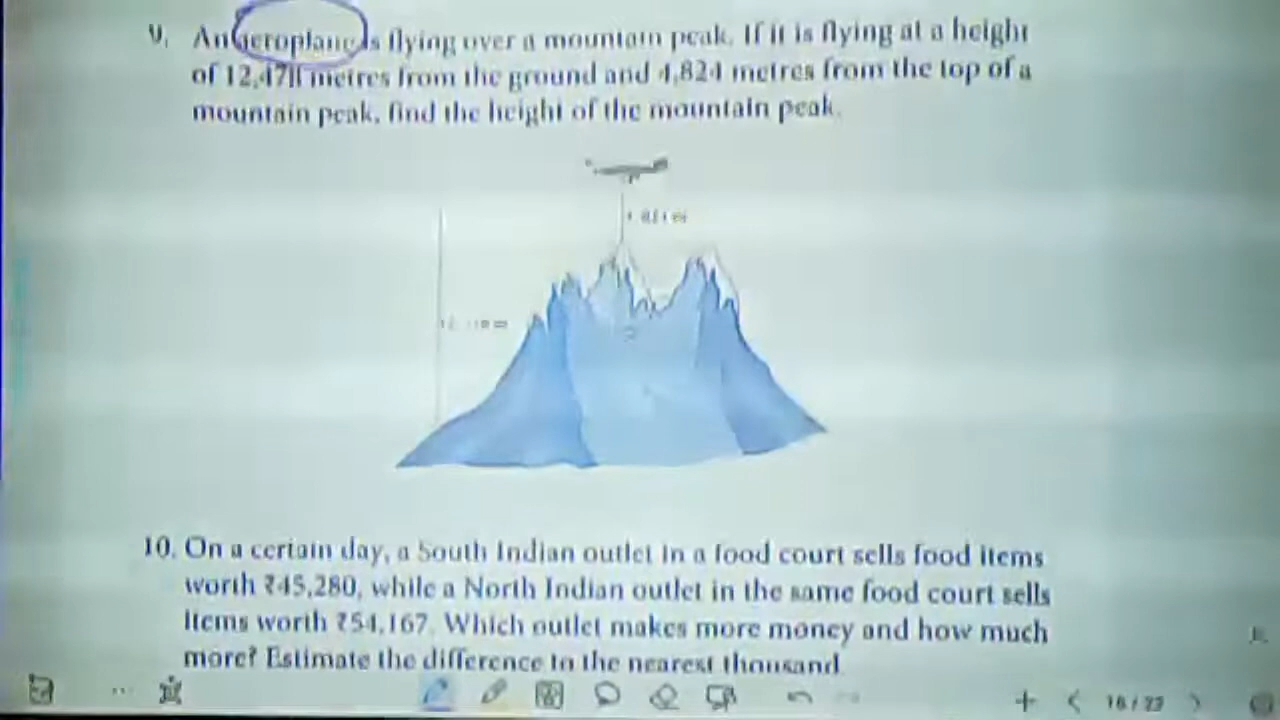 9. An aeroplane is flying over a mountain peak. If it is flying at a height
of 12,478 metres from the ground and 4,824 metres from the top of a
mountain peak, find the height of the mountain peak.
10. On a certain day, a South Indian outlet in a food court sells food items
worth ₹45,280, while a North Indian outlet in the same food court sells
items worth ₹54,167. Which outlet makes more money and how much
more? Estimate the difference to the nearest thousand.